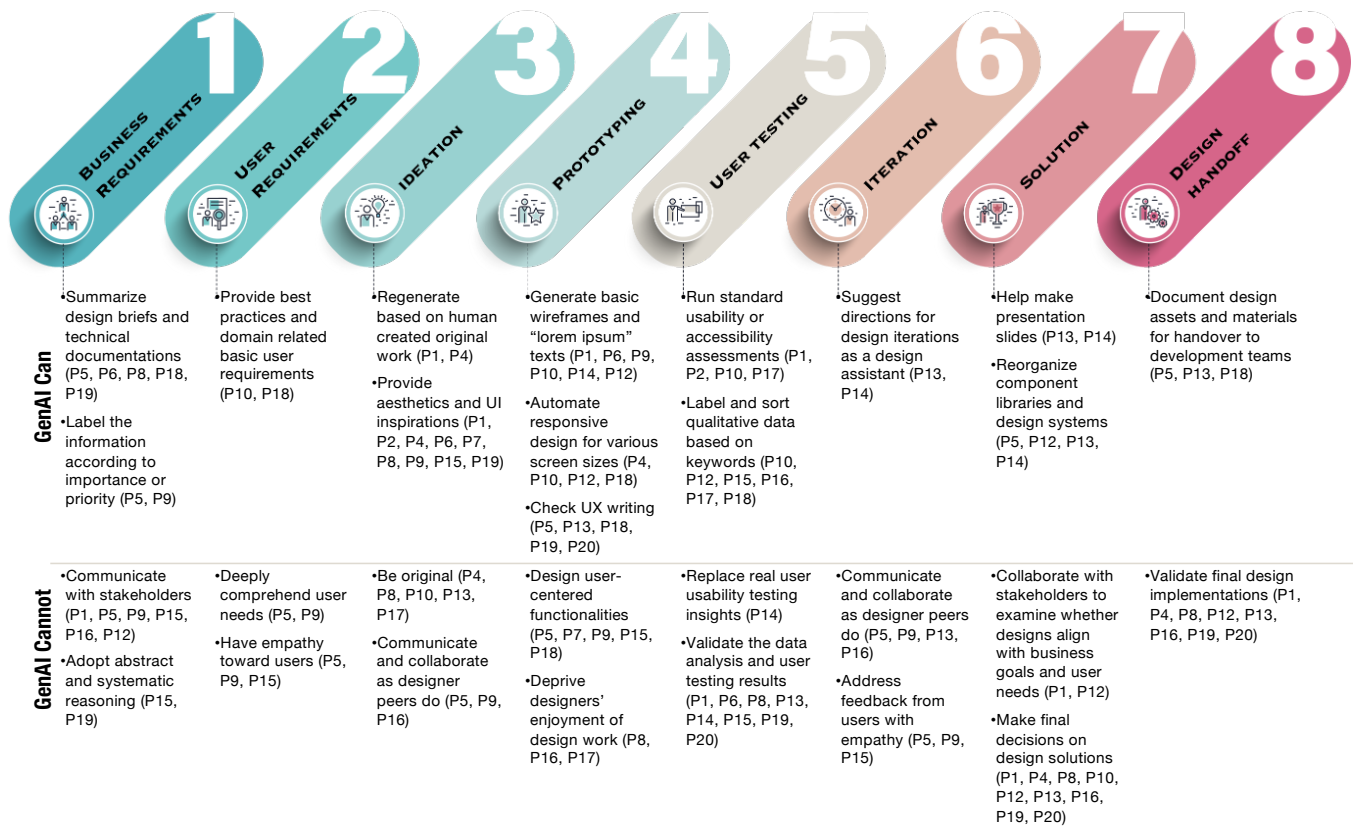 1
BUSINESS
REQUIREMENTS
2
USER
REQUIREMENTS
3
IDEATION
4
PROTOTYPING
5
USER TESTING
6
ITERATION
7
SOLUTION
8
DESIGN
HANDOFF
GenAI Can
•Summarize
design briefs and
technical
documentations
(P5, P6, P8, P18,
P19)
•Label the
information
according to
importance or
priority (P5, P9)
•Provide best
practices and
domain related
basic user
requirements
(P10, P18)
•Regenerate
based on human
created original
work (P1, P4)
•Provide
aesthetics and UI
inspirations (P1,
P2, P4, P6, P7,
P8, P9, P15, P19)
•Generate basic
wireframes and
“lorem ipsum”
texts (P1, P6, P9,
P10, P14, P12)
•Automate
responsive
design for various
screen sizes (P4,
P10, P12, P18)
•Check UX writing
(P5, P13, P18,
P19, P20)
•Run standard
usability or
accessibility
assessments (P1,
P2, P10, P17)
•Label and sort
qualitative data
based on
keywords (P10,
P12, P15, P16,
P17, P18)
•Suggest
directions for
design iterations
as a design
assistant (P13,
P14)
•Help make
presentation
slides (P13, P14)
•Reorganize
component
libraries and
design systems
(P5, P12, P13,
P14)
•Document design
assets and materials
for handover to
development teams
(P5, P13, P18)
GenAI Cannot
•Communicate
with stakeholders
(P1, P5, P9, P15,
P16, P12)
•Adopt abstract
and systematic
reasoning (P15,
P19)
•Deeply
comprehend user
needs (P5, P9)
•Have empathy
toward users (P5,
P9, P15)
•Be original (P4,
P8, P10, P13,
P17)
•Communicate
and collaborate
as designer
peers do (P5, P9,
P16)
•Design user-
centered
functionalities
(P5, P7, P9, P15,
P18)
•Deprive
designers’
enjoyment of
design work (P8,
P16, P17)
•Replace real user
usability testing
insights (P14)
•Validate the data
analysis and user
testing results
(P1, P6, P8, P13,
P14, P15, P19,
P20)
•Communicate
and collaborate
as designer peers
do (P5, P9, P13,
P16)
•Address
feedback from
users with
empathy (P5, P9,
P15)
•Collaborate with
stakeholders to
examine whether
designs align
with business
goals and user
needs (P1, P12)
•Make final
decisions on
design solutions
(P1, P4, P8, P10,
P12, P13, P16,
P19, P20)
•Validate final design
implementations (P1,
P4, P8, P12, P13,
P16, P19, P20)